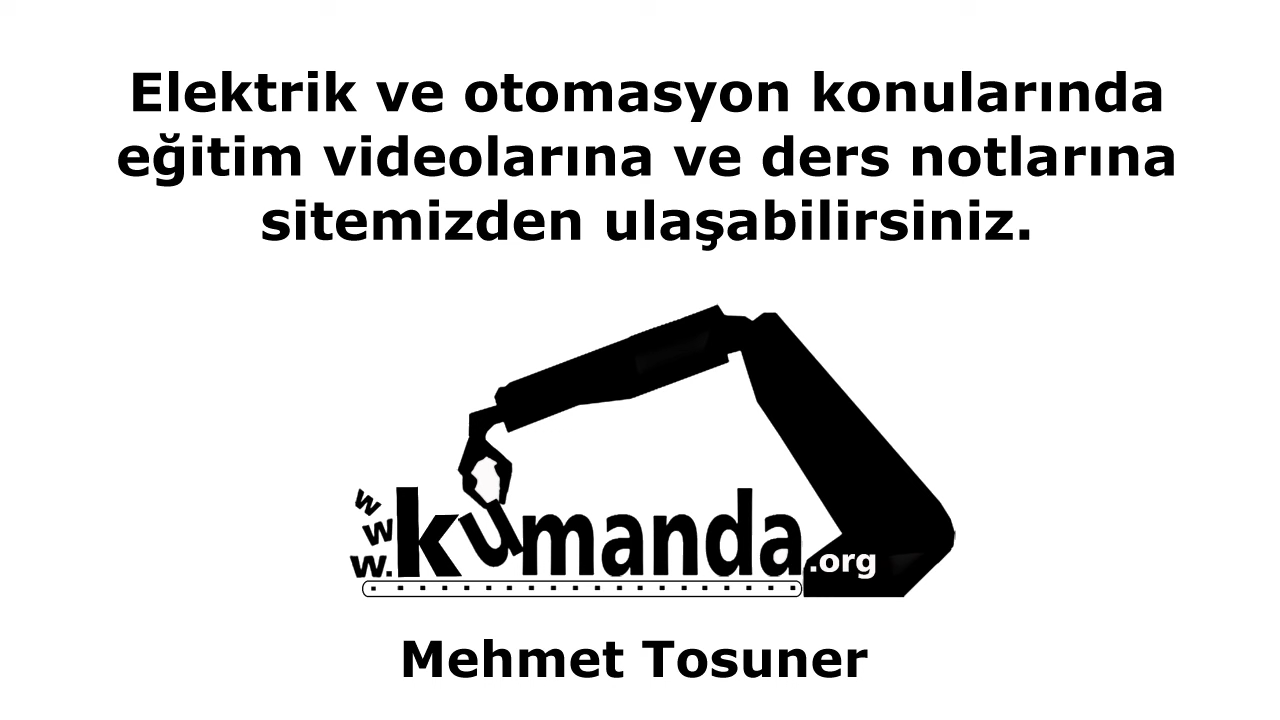 Elektrik ve otomasyon konularında
eğitim videolarına ve ders notlarına
sitemizden ulaşabilirsiniz.
www.kumanda.org
Mehmet Tosuner